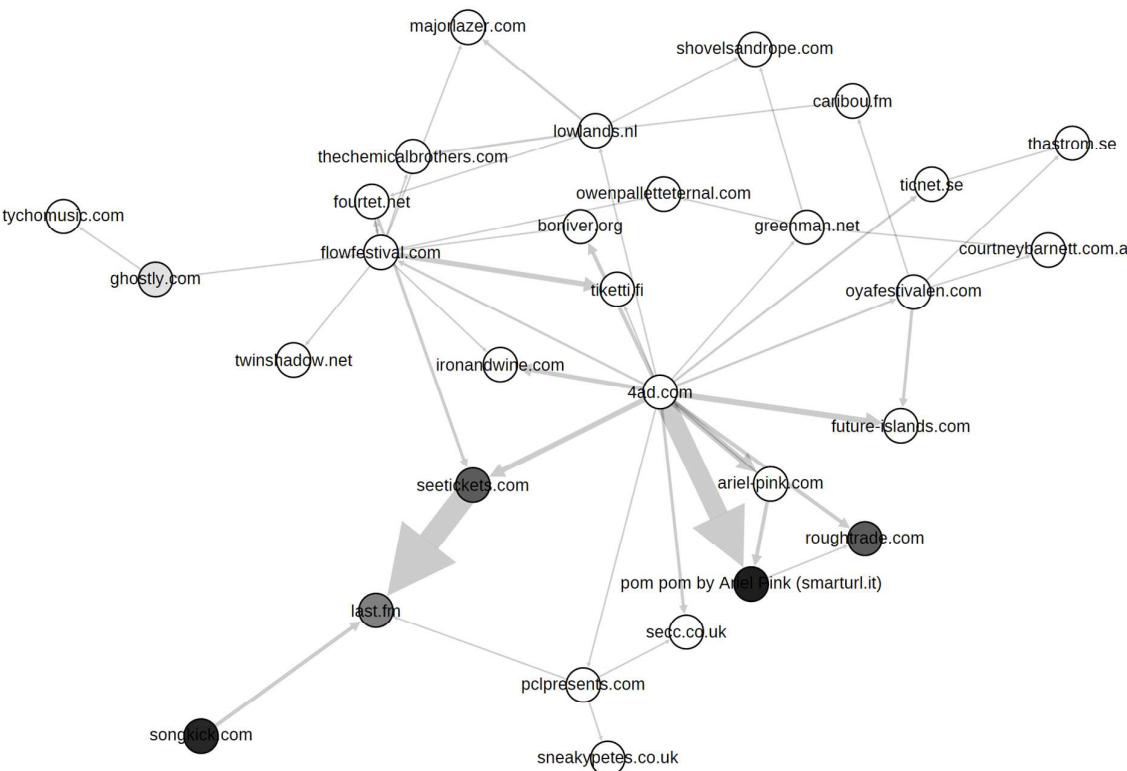 majorlazer.com
shovelsandrope.com
caribou.fm
lowlands.nl
thastrom.se
thechemicalbrothers.com
ticnet.se
owenpalletteternal.com
fourtet.net
tychomusic.com
boniver.org
greenman.net
flowfestival.com
courtneybarnett.com.a
ghostly.com
tiketti.fi
oyafestivalen.com
twinshadow.net
ironandwine.com
4ad.com
future-islands.com
seetickets.com
ariel-pink.com
roughtrade.com
pom pom by Ariel Pink (smarturl.it)
last.fm
secc.co.uk
pclpresents.com
songkick.com
sneakypetes.co.uk